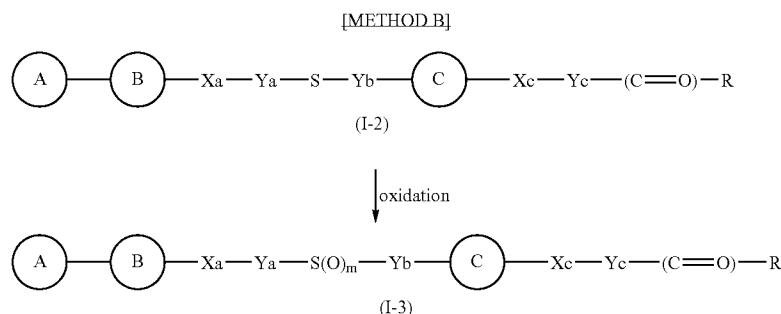 [METHOD B]
A B Xa Ya S Yb C Xc Yc (C=O) R
(I-2)
oxidation
A B Xa Ya S(O)m Yb C Xc Yc (C=O) R
(I-3)